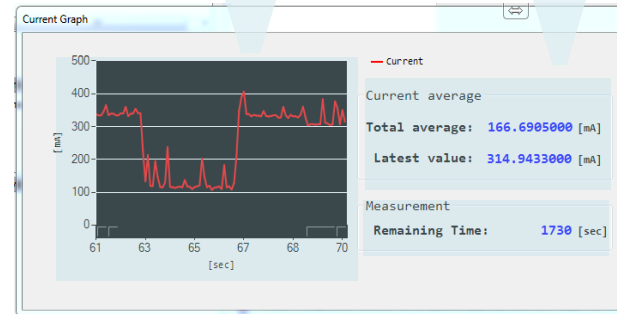 Current Graph
500
400
300
200
100
0
[mA]
61 63 65 67 68 70
[sec]
Current
Current average
Total average: 166.6905000 [mA]
Latest value: 314.9433000 [mA]
Measurement
Remaining Time: 1730 [sec]